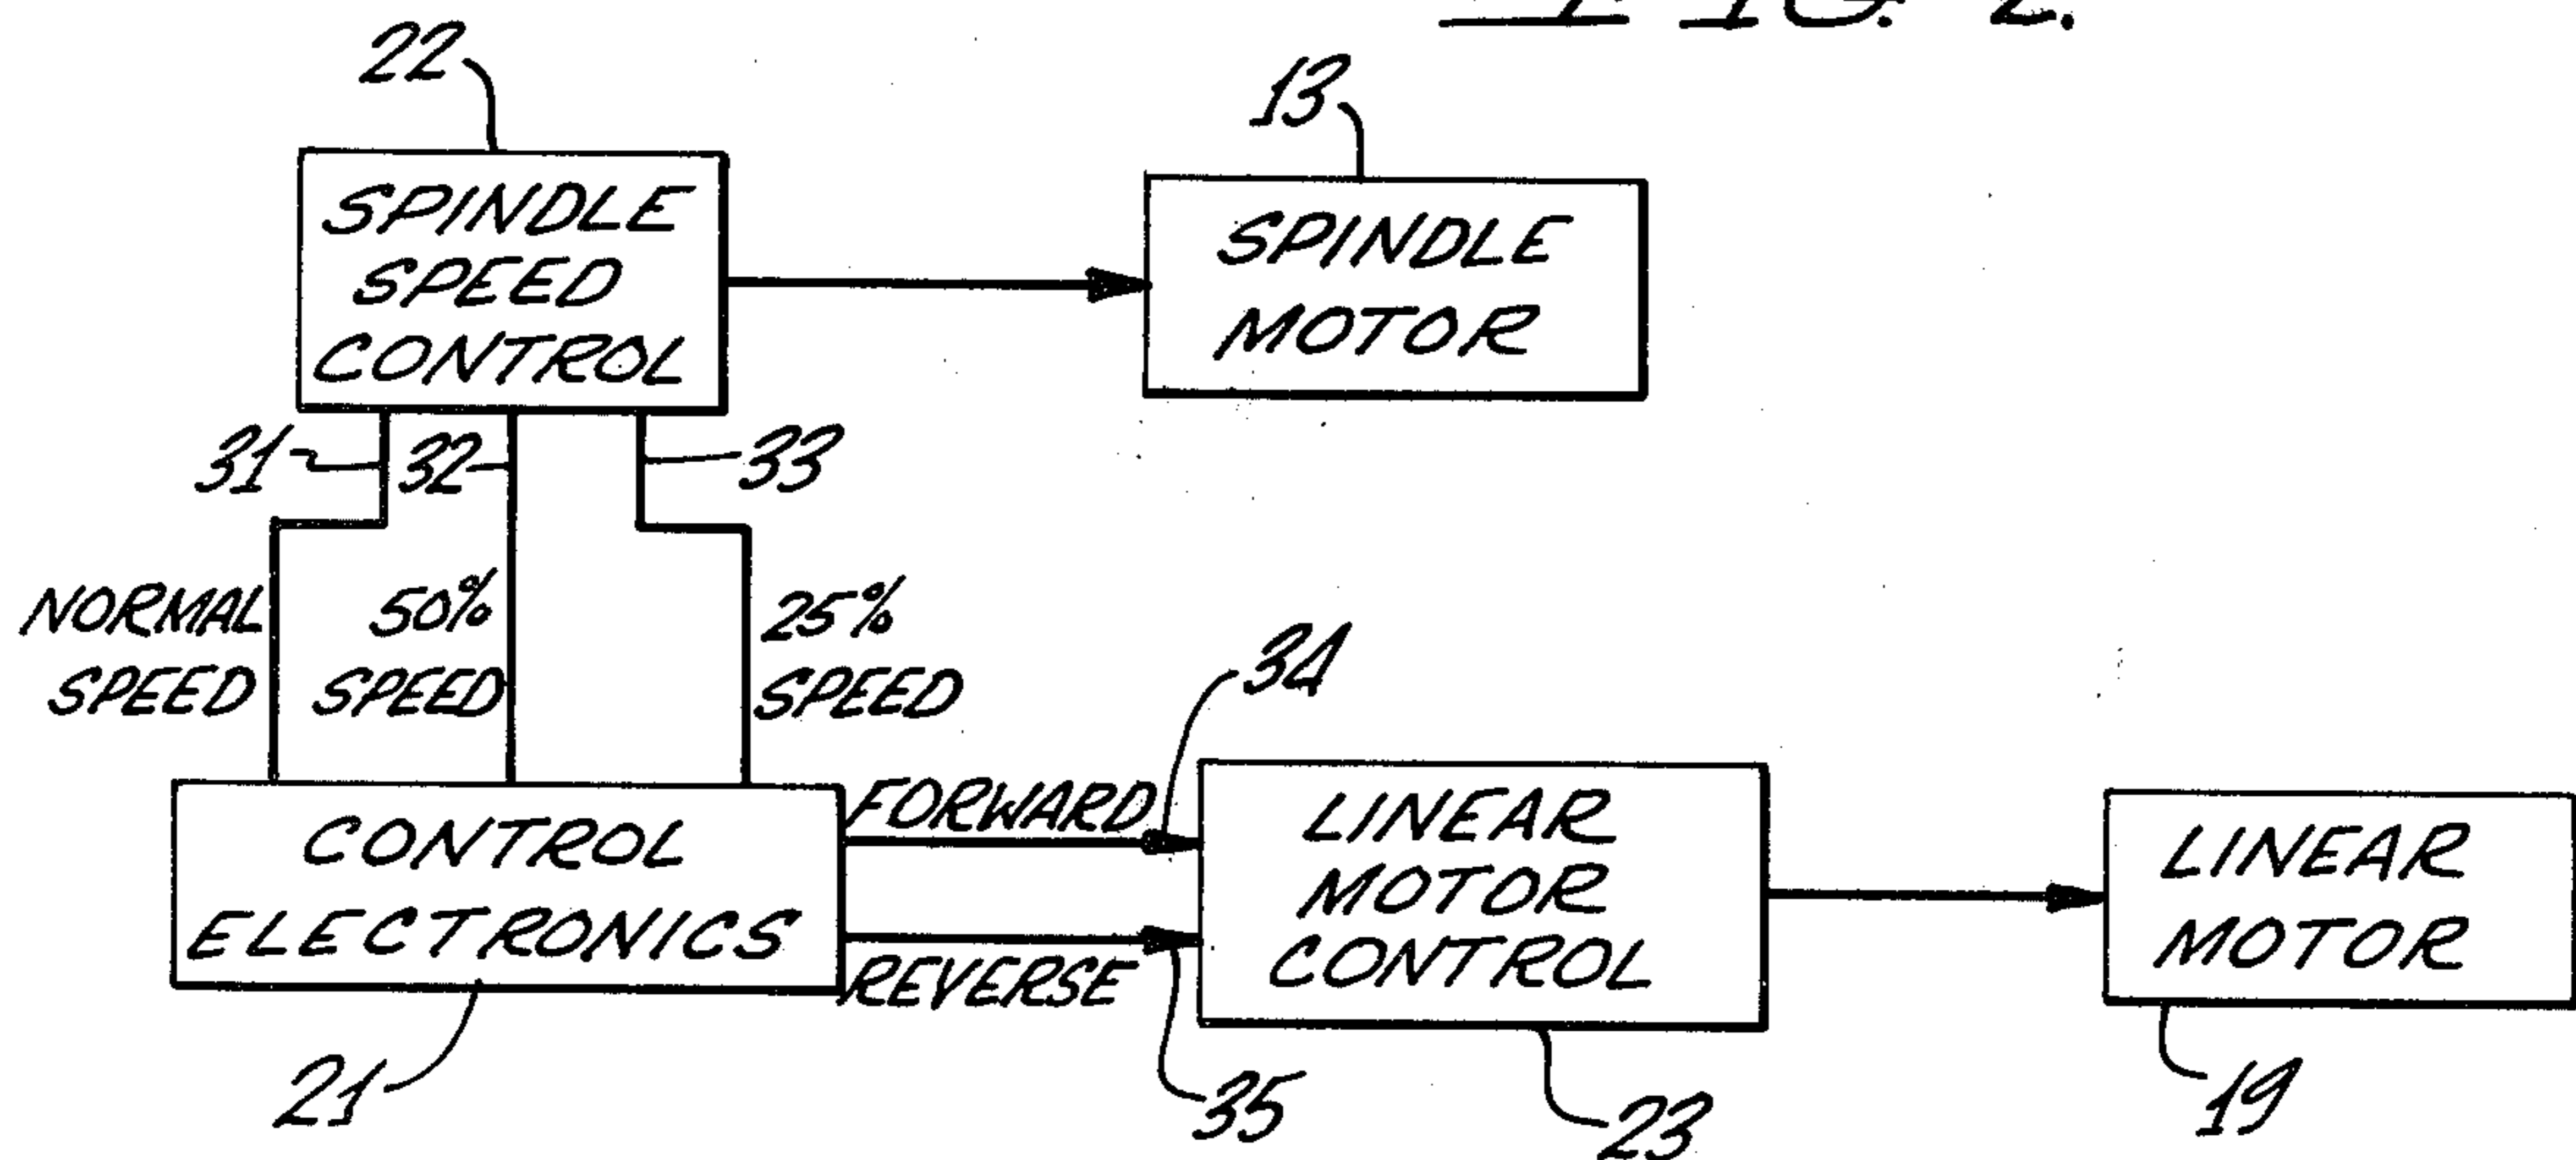 FIG. 2.
22
13
SPINDLE
SPEED
CONTROL
SPINDLE
MOTOR
31
32
33
NORMAL
SPEED
50%
SPEED
25%
SPEED
34
CONTROL
ELECTRONICS
FORWARD
REVERSE
LINEAR
MOTOR
CONTROL
LINEAR
MOTOR
21
35
23
19